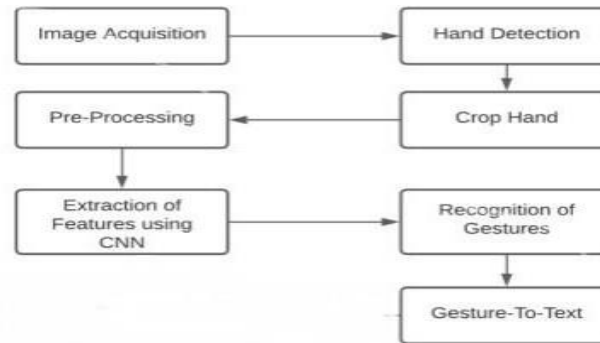 Image Acquisition
Hand Detection
Crop Hand
Pre-Processing
Extraction of
Features using
CNN
Recognition of
Gestures
Gesture-To-Text